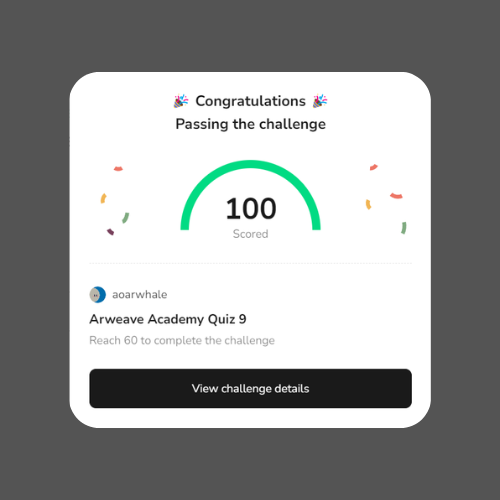 🎉 Congratulations 🎉
Passing the challenge
100
Scored
aoarwhale
Arweave Academy Quiz 9
Reach 60 to complete the challenge
View challenge details